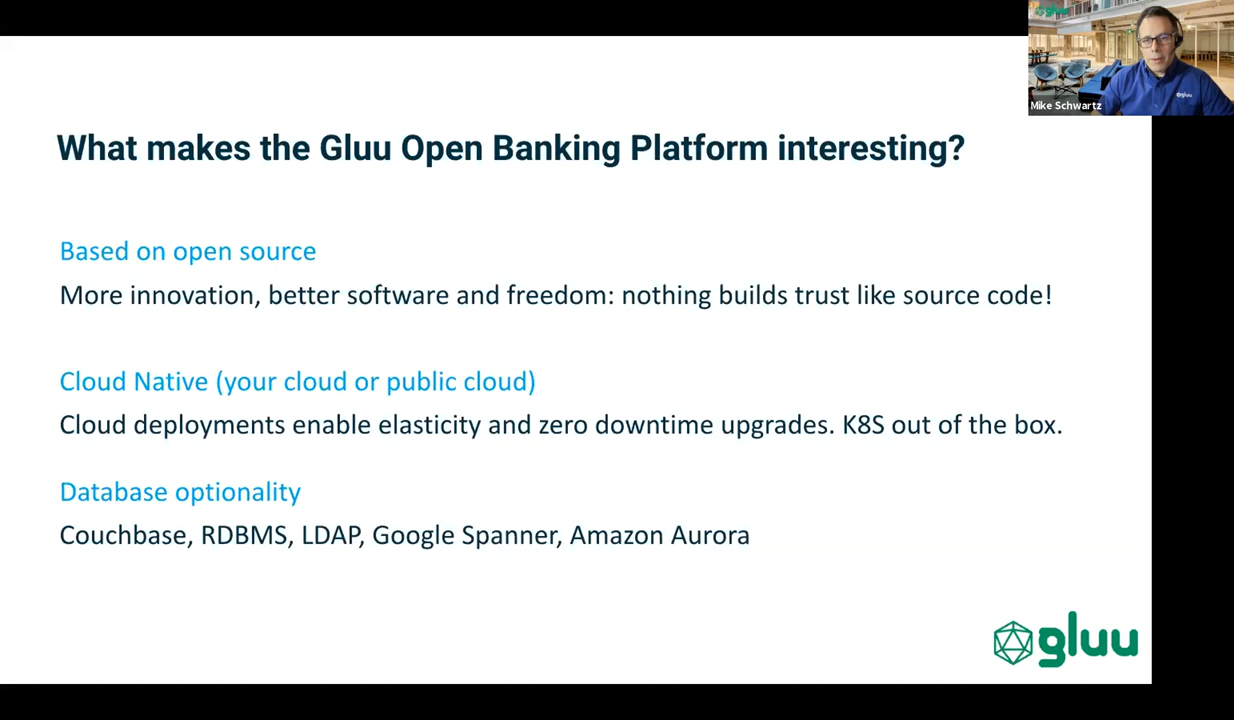 gluu
Mike Schwartz
gluu
What makes the Gluu Open Banking Platform interesting?
Based on open source
More innovation, better software and freedom: nothing builds trust like source code!
Cloud Native (your cloud or public cloud)
Cloud deployments enable elasticity and zero downtime upgrades. K8S out of the box.
Database optionality
Couchbase, RDBMS, LDAP, Google Spanner, Amazon Aurora
gluu